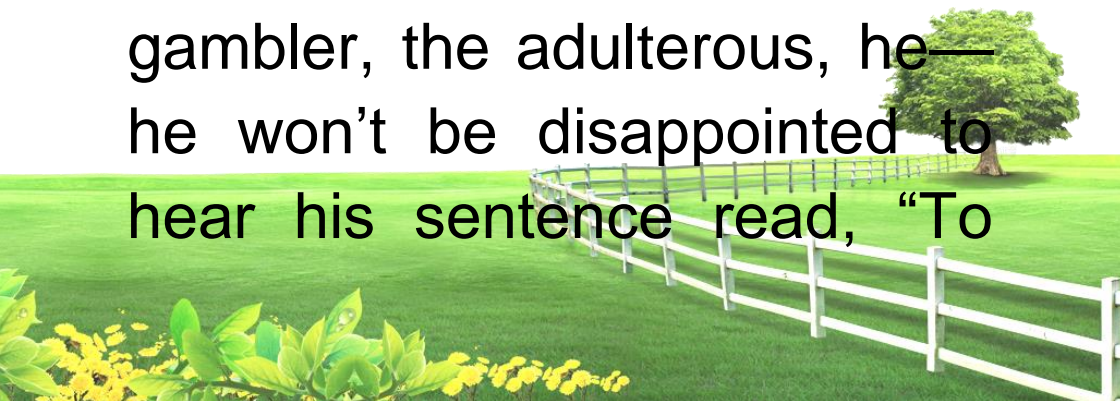 gambler, the adulterous, he—
he won’t be disappointed to
hear his sentence read, “To